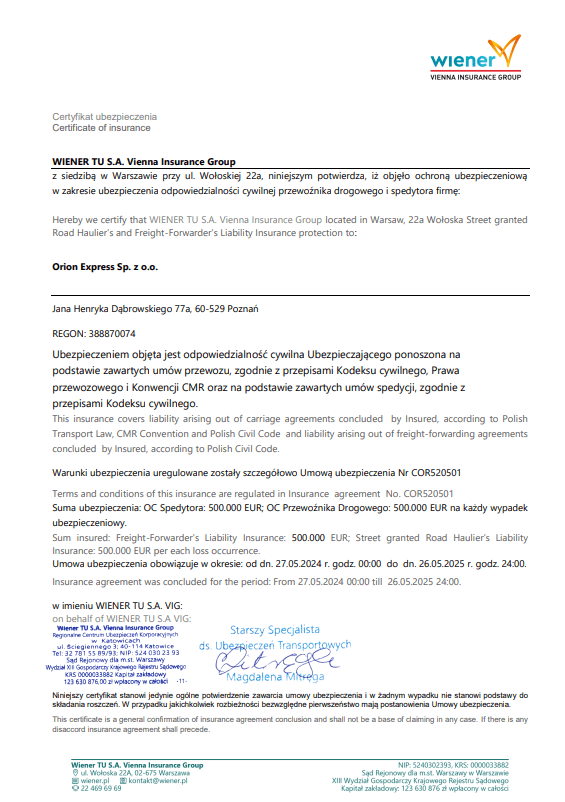 wiener
VIENNA INSURANCE GROUP
Certyfikat ubezpieczenia
Certificate of insurance
WIENER TU S.A. Vienna Insurance Group
z siedzibą w Warszawie przy ul. Wołoskiej 22a, niniejszym potwierdza, iż objęło ochroną ubezpieczeniową
w zakresie ubezpieczenia odpowiedzialności cywilnej przewoźnika drogowego i spedytora firmę:
Hereby we certify that WIENER TU S.A. Vienna Insurance Group located in Warsaw, 22a Wołoska Street granted
Road Haulier's and Freight-Forwarder's Liability Insurance protection to:
Orion Express Sp. z o.o.
Jana Henryka Dąbrowskiego 77a, 60-529 Poznań
REGON: 388870074
Ubezpieczeniem objęta jest odpowiedzialność cywilna Ubezpieczającego ponoszona na
podstawie zawartych umów przewozu, zgodnie z przepisami Kodeksu cywilnego, Prawa
przewozowego i Konwencji CMR oraz na podstawie zawartych umów spedycji, zgodnie z
przepisami Kodeksu cywilnego.
This insurance covers liability arising out of carriage agreements concluded by Insured, according to Polish
Transport Law, CMR Convention and Polish Civil Code and liability arising out of freight-forwarding agreements
concluded by Insured, according to Polish Civil Code.
Warunki ubezpieczenia uregulowane zostały szczegółowo Umową ubezpieczenia Nr COR520501
Terms and conditions of this insurance are regulated in Insurance agreement No. COR520501
Suma ubezpieczenia: OC Spedytora: 500.000 EUR; OC Przewoźnika Drogowego: 500.000 EUR na każdy wypadek
ubezpieczeniowy.
Sum insured: Freight-Forwarder's Liability Insurance: 500.000 EUR; Street granted Road Haulier's Liability
Insurance: 500.000 EUR per each loss occurrence.
Umowa ubezpieczenia obowiązuje w okresie: od dn. 27.05.2024 r. godz. 00:00 do dn. 26.05.2025 r. godz. 24:00.
Insurance agreement was concluded for the period: From 27.05.2024 00:00 till 26.05.2025 24:00.
w imieniu WIENER TU S.A. VIG:
on behalf of WIENER TU S.A VIG:
Wiener TU S.A. Vienna Insurance Group
Regionalne Centrum Ubezpieczeń Korporacyjnych
w Katowicach
ul. Ściegiennego 3; 40-114 Katowice
Tel: 32 781 55 89/93; NIP: 524 030 23 93
Sąd Rejonowy dla m.st. Warszawy
Wydział XIII Gospodarczy Krajowego Rejestru Sądowego
KRS 0000033882 Kapitał zakładowy
123 630 876,00 zł wpłacony w całości -11-
Starszy Specjalista
ds. Ubezpieczeń Transportowych
Magdalena Mitręga
Niniejszy certyfikat stanowi jedynie ogólne potwierdzenie zawarcia umowy ubezpieczenia i w żadnym wypadku nie stanowi podstawy do
składania roszczeń. W przypadku jakichkolwiek rozbieżności bezwzględne pierwszeństwo mają postanowienia Umowy ubezpieczenia.
This certificate is a general confirmation of insurance agreement conclusion and shall not be a base of claiming in any case. If there is any
disaccord insurance agreement shall precede.
Wiener TU S.A. Vienna Insurance Group
ul. Wołoska 22A, 02-675 Warszawa
wiener.pl kontakt@wiener.pl
22 469 69 69
NIP: 5240302393, KRS: 0000033882
Sąd Rejonowy dla m.st. Warszawy w Warszawie
XIII Wydział Gospodarczy Krajowego Rejestru Sądowego
Kapitał zakładowy: 123 630 876 zł wpłacony w całości